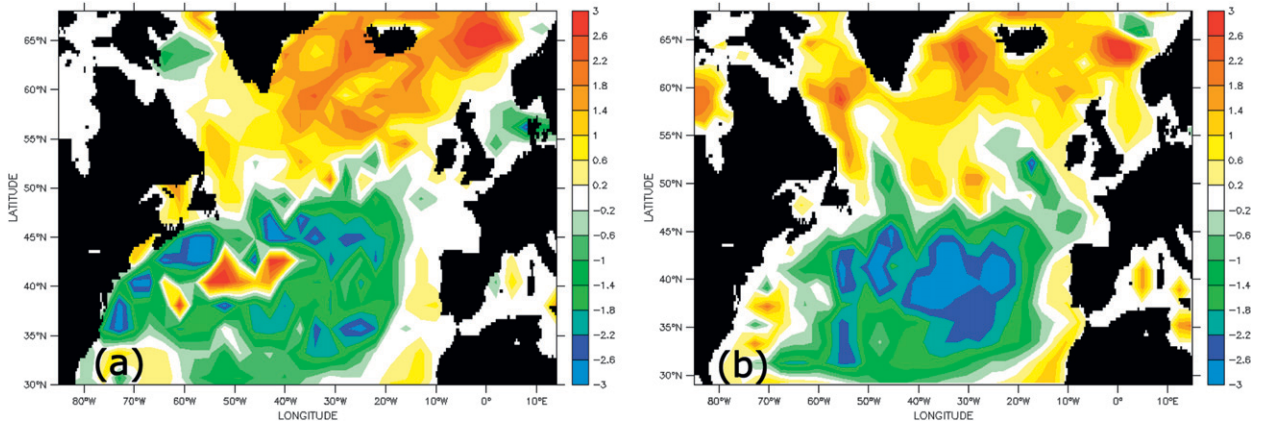 65°N
60°N
55°N
50°N
45°N
40°N
35°N
30°N
LATITUDE
(a)
80°W
70°W
60°W
50°W
40°W
30°W
20°W
10°W
0°
10°E
LONGITUDE
3
2.6
2.2
1.8
1.4
1
0.6
0.2
−0.2
−0.6
−1
−1.4
−1.8
−2.2
−2.6
−3
65°N
60°N
55°N
50°N
45°N
40°N
35°N
30°N
LATITUDE
(b)
80°W
70°W
60°W
50°W
40°W
30°W
20°W
10°W
0°
10°E
LONGITUDE
3
2.6
2.2
1.8
1.4
1
0.6
0.2
−0.2
−0.6
−1
−1.4
−1.8
−2.2
−2.6
−3